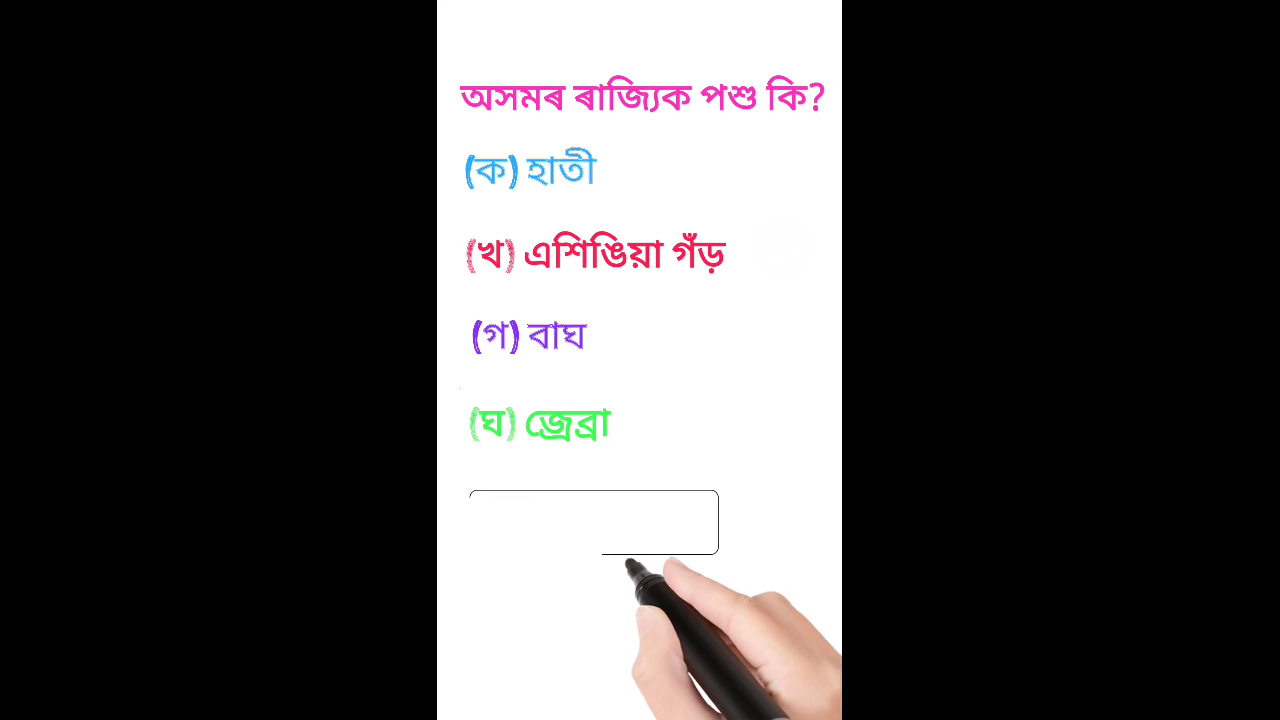 অসমৰ ৰাজ্যিক পশু কি?
(ক) হাতী
(খ) এশিঙিয়া গঁড়
(গ) বাঘ
(ঘ) জেব্ৰা